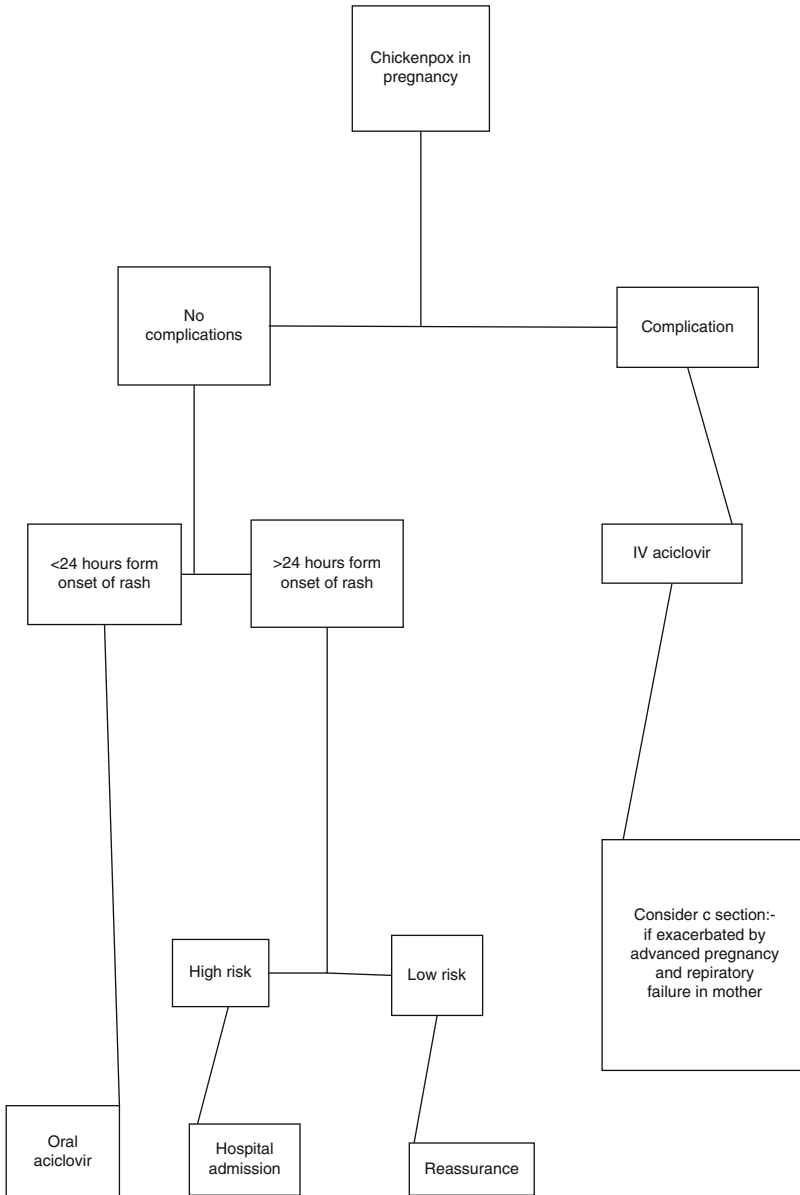 Chickenpox in
pregnancy
No
complications
Complication
<24 hours form
onset of rash
>24 hours form
onset of rash
IV aciclovir
High risk
Low risk
Consider c section:-
if exacerbated by
advanced pregnancy
and repiratory
failure in mother
Oral
aciclovir
Hospital
admission
Reassurance